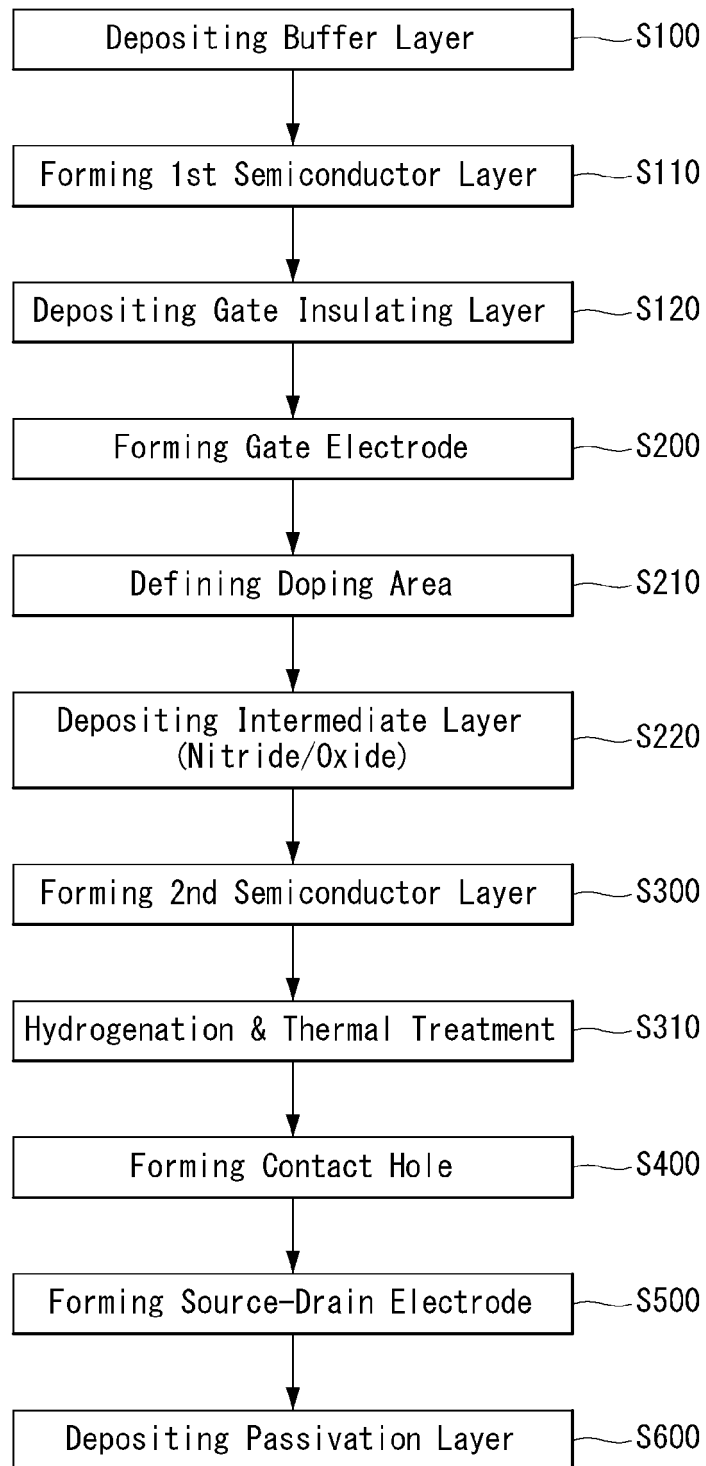 Depositing Buffer Layer S100
Forming 1st Semiconductor Layer S110
Depositing Gate Insulating Layer S120
Forming Gate Electrode S200
Defining Doping Area S210
Depositing Intermediate Layer
(Nitride/Oxide) S220
Forming 2nd Semiconductor Layer S300
Hydrogenation & Thermal Treatment S310
Forming Contact Hole S400
Forming Source-Drain Electrode S500
Depositing Passivation Layer S600